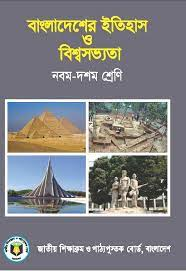 বাংলাদেশের ইতিহাস
ও
বিশ্বসভ্যতা
নবম-দশম শ্রেণি
জাতীয় শিক্ষাক্রম ও পাঠ্যপুস্তক বোর্ড, বাংলাদেশ